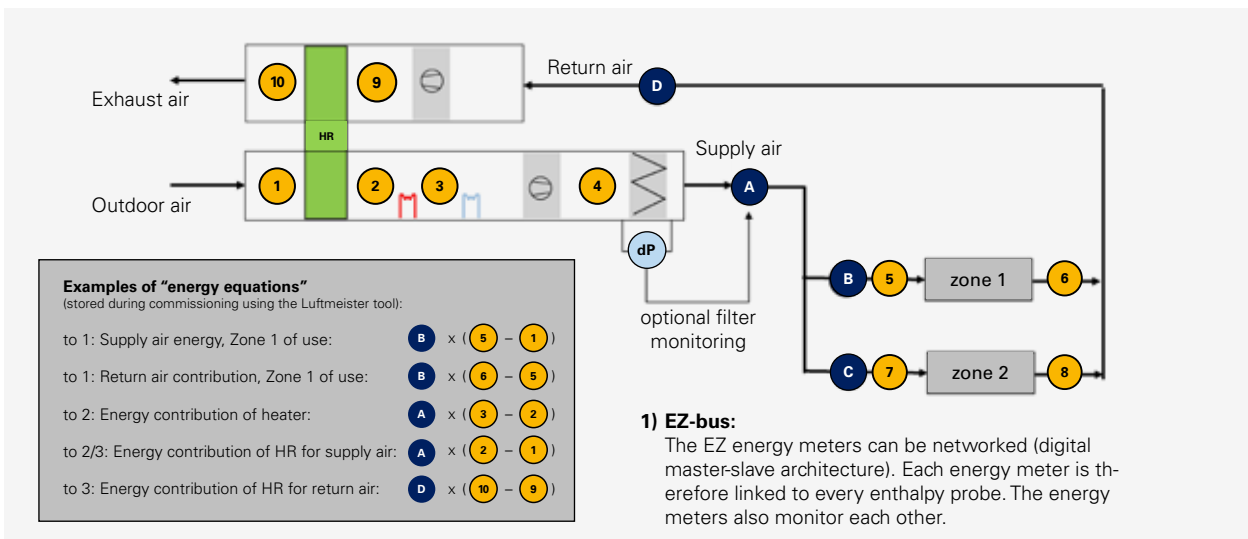 10
9
Return air
D
Exhaust air
HR
1
2
3
4
Supply air
A
Outdoor air
dP
B
5
zone 1
6
optional filter
monitoring
C
7
zone 2
8
Examples of “energy equations”
(stored during commissioning using the Luftmeister tool):
to 1: Supply air energy, Zone 1 of use: B x ( 5 – 1 )
to 1: Return air contribution, Zone 1 of use: B x ( 6 – 5 )
to 2: Energy contribution of heater: A x ( 3 – 2 )
to 2/3: Energy contribution of HR for supply air: A x ( 2 – 1 )
to 3: Energy contribution of HR for return air: D x ( 10 – 9 )
1) EZ-bus:
The EZ energy meters can be networked (digital
master-slave architecture). Each energy meter is th-
erefore linked to every enthalpy probe. The energy
meters also monitor each other.